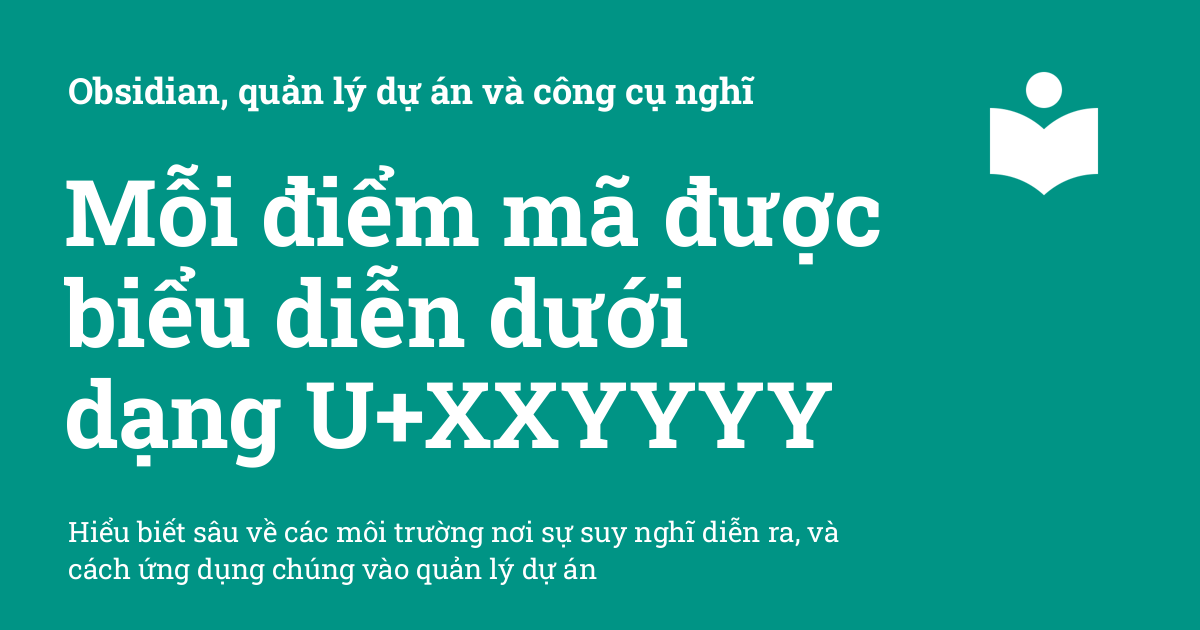 Obsidian, quản lý dự án và công cụ nghĩ
Mỗi điểm mã được
biểu diễn dưới
dạng U+XXYYYY
Hiểu biết sâu về các môi trường nơi sự suy nghĩ diễn ra, và
cách ứng dụng chúng vào quản lý dự án